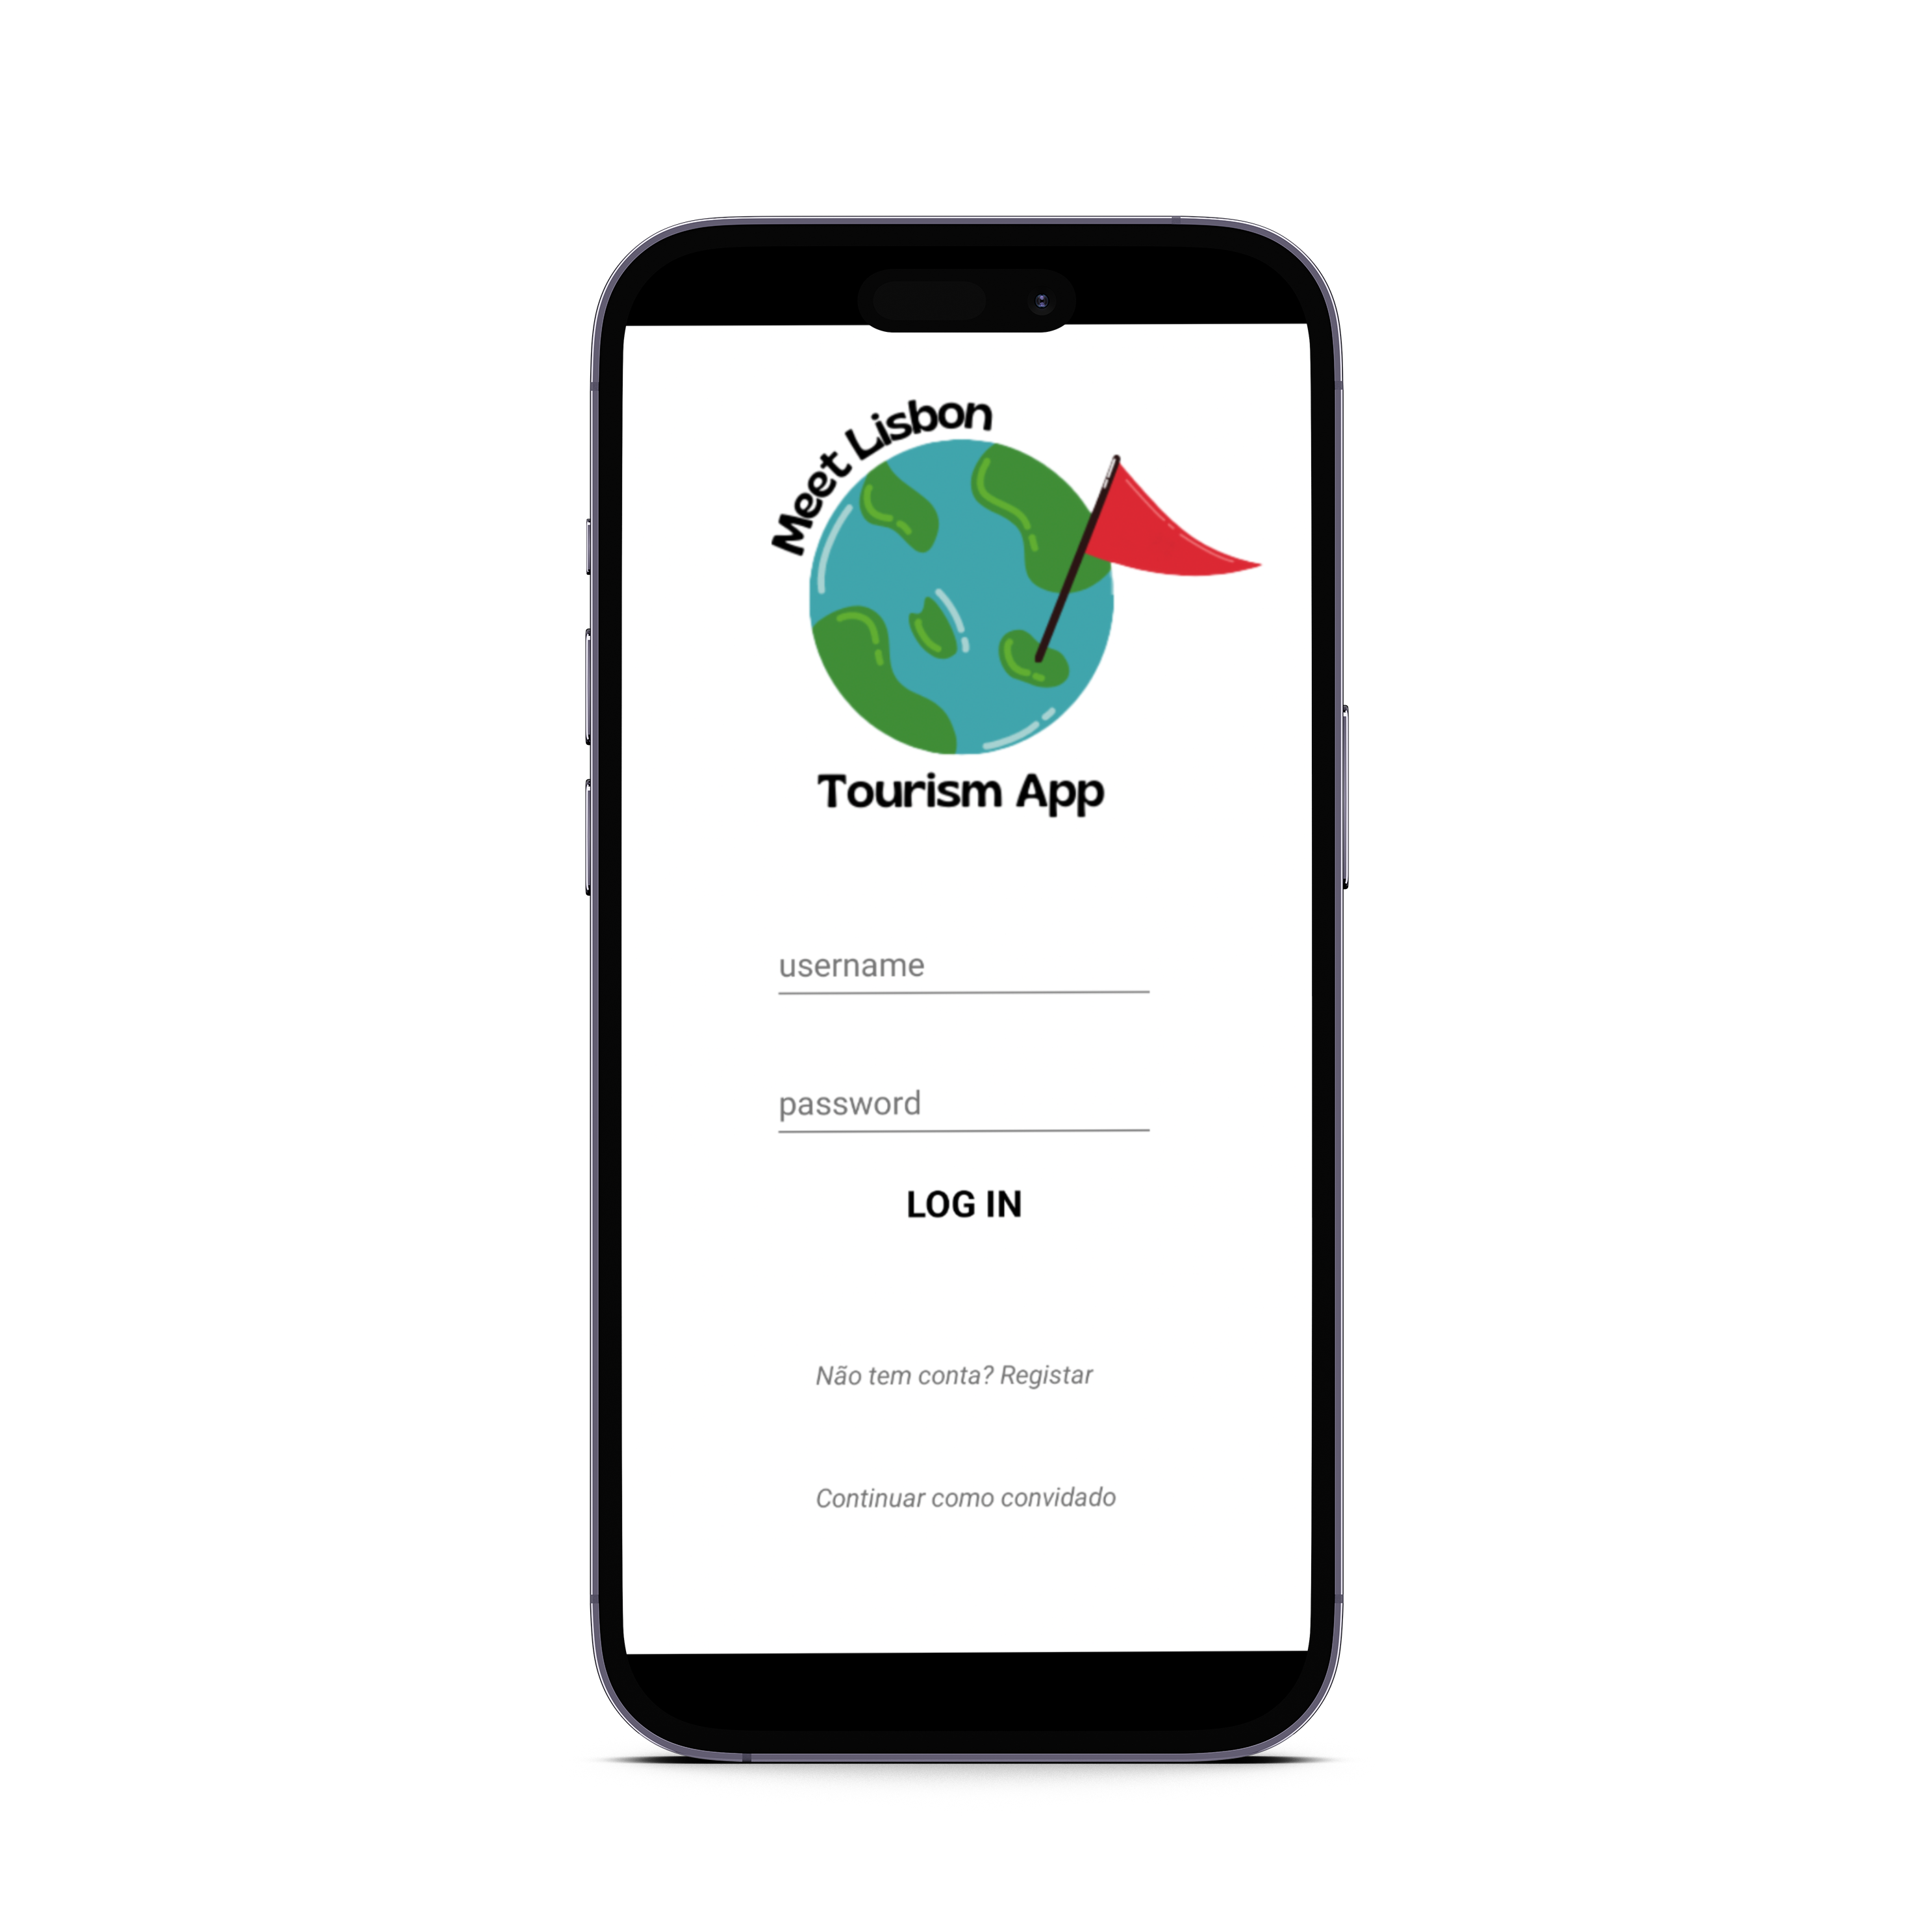 Meet Lisbon
Tourism App
username
password
LOG IN
Não tem conta? Registar
Continuar como convidado